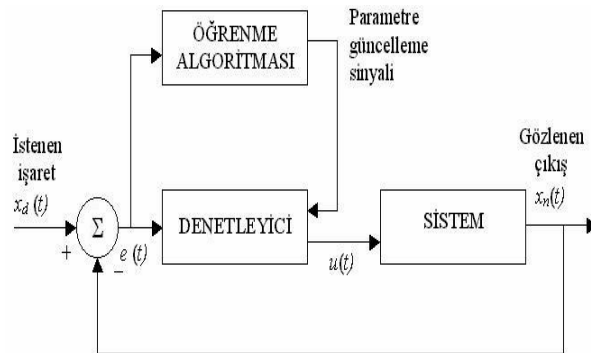 ÖĞRENME
ALGORİTMASI
Parametre
güncelleme
sinyali
İstenen
işaret
x_d (t)
+
Σ
e (t)
−
DENETLEYİCİ
u(t)
SİSTEM
Gözlenen
çıkış
x_n(t)